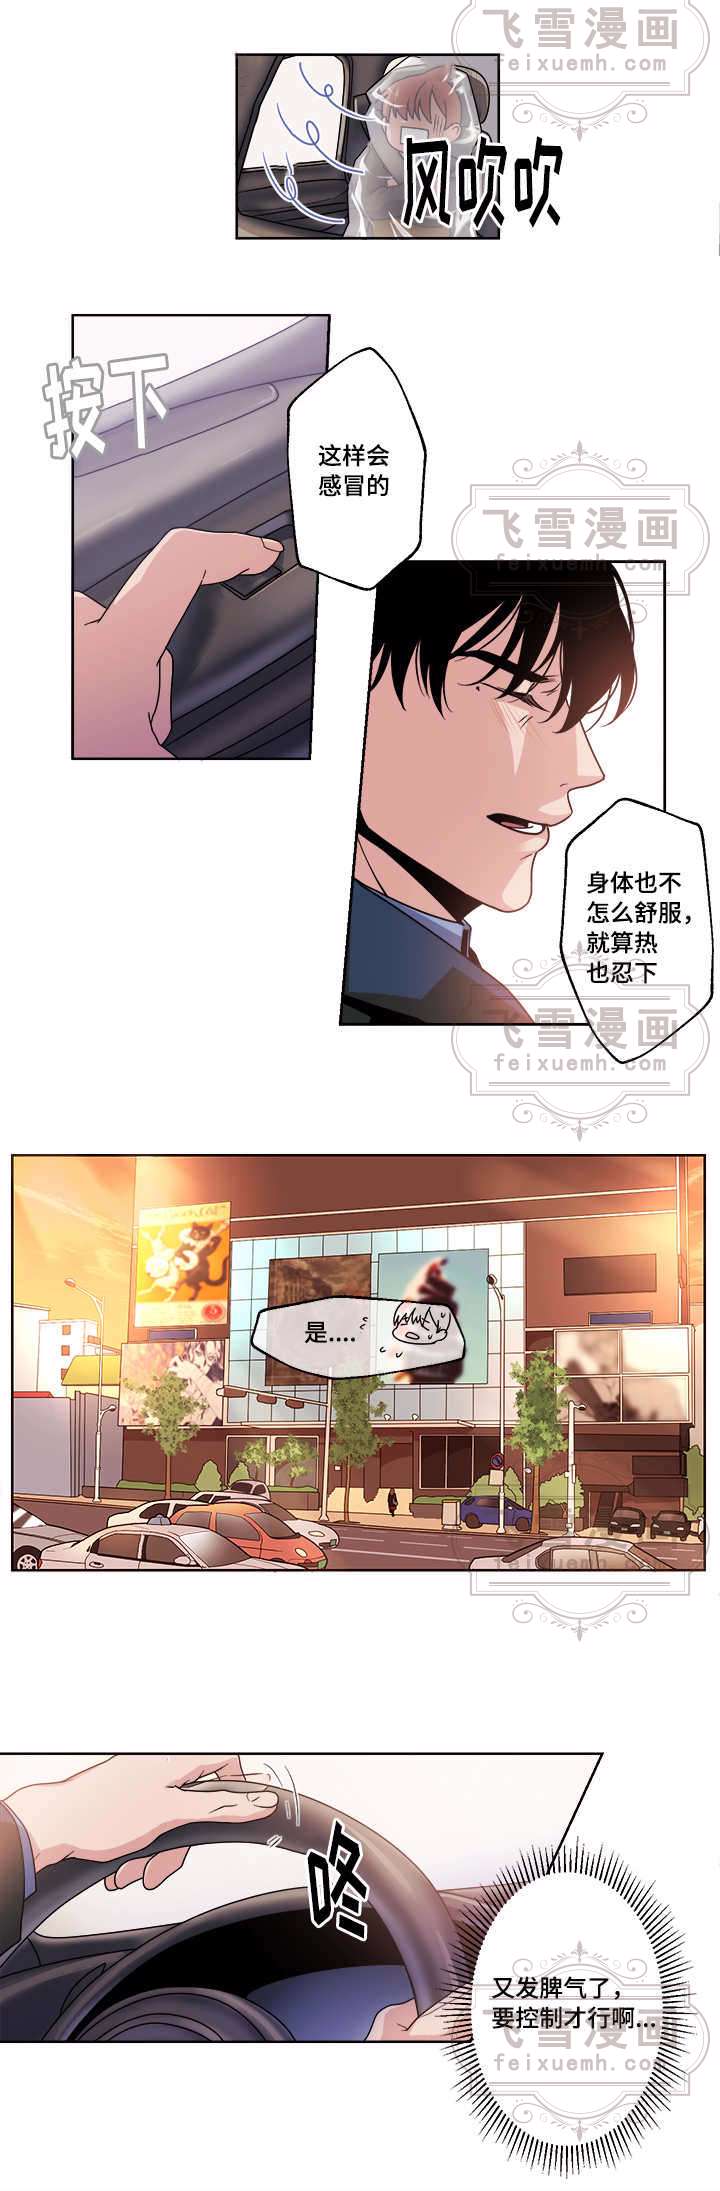 飞雪漫画
feixuemh.com
风吹吹
按下
这样会
感冒的
飞雪漫画
feixuemh.com
身体也不
怎么舒服，
就算热
也忍下
飞雪漫画
feixuemh.com
是....
feixuemh.com
咚
又发脾气了，
要控制才行啊...
飞雪漫画
feixuemh.com